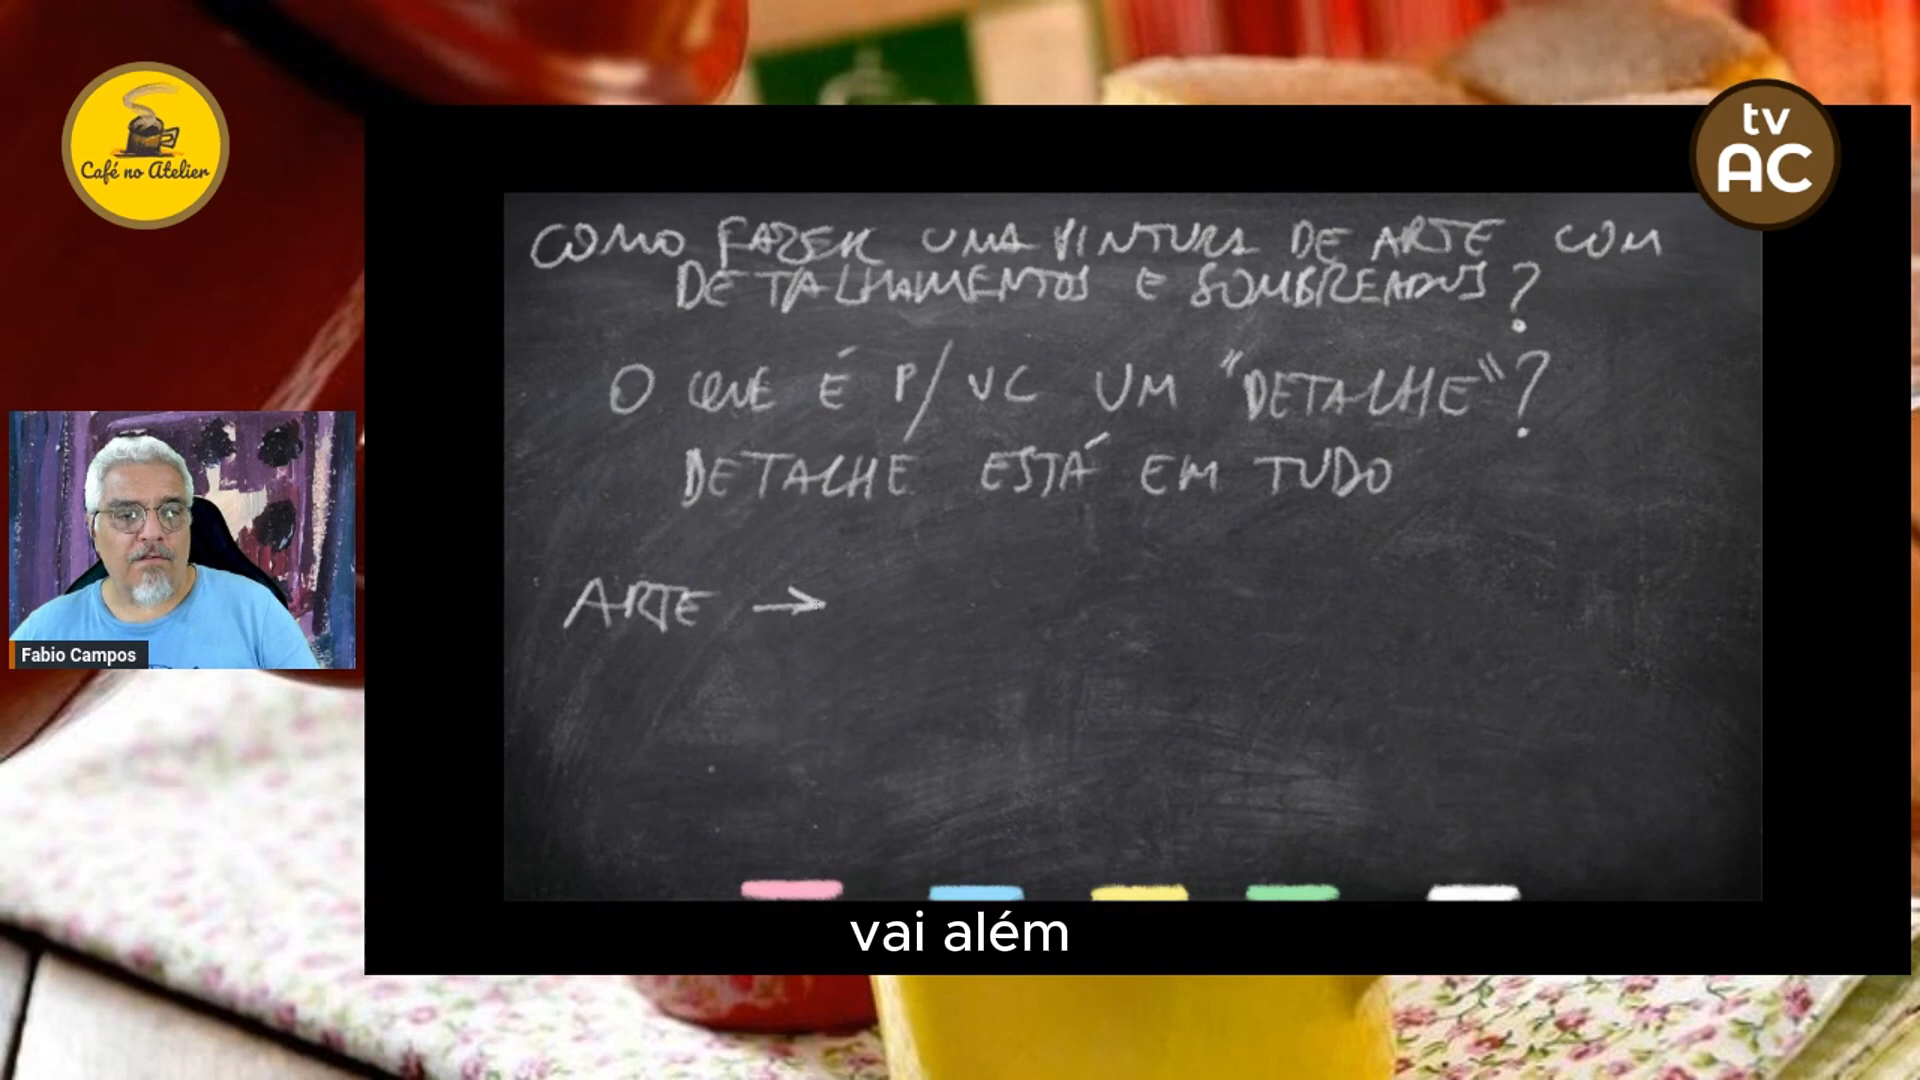 Café no Atelier
tv
AC
COMO FAZER UMA PINTURA DE ARTE COM
DETALHAMENTOS E SOMBREADOS?
O QUE É P/ VC UM "DETALHE"?
DETALHE ESTÁ EM TUDO
ARTE →
Fabio Campos
vai além